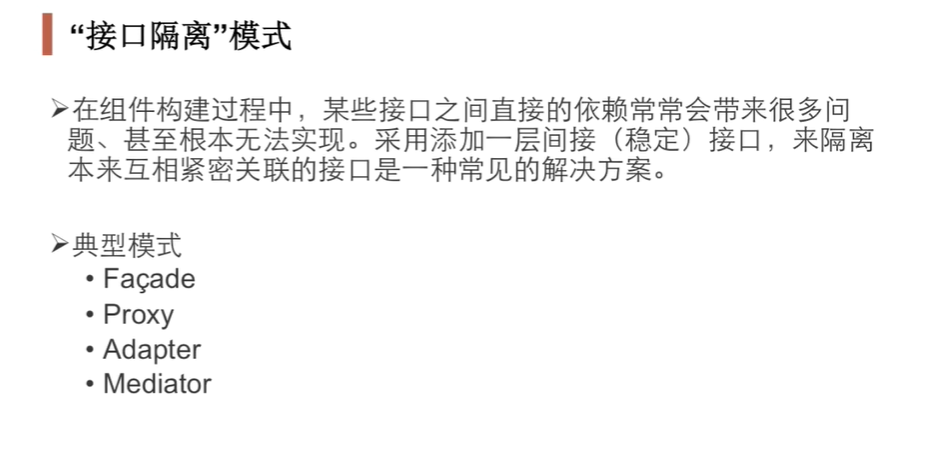 “接口隔离”模式
➢在组件构建过程中，某些接口之间直接的依赖常常会带来很多问
题、甚至根本无法实现。采用添加一层间接（稳定）接口，来隔离
本来互相紧密关联的接口是一种常见的解决方案。
➢典型模式
• Façade
• Proxy
• Adapter
• Mediator